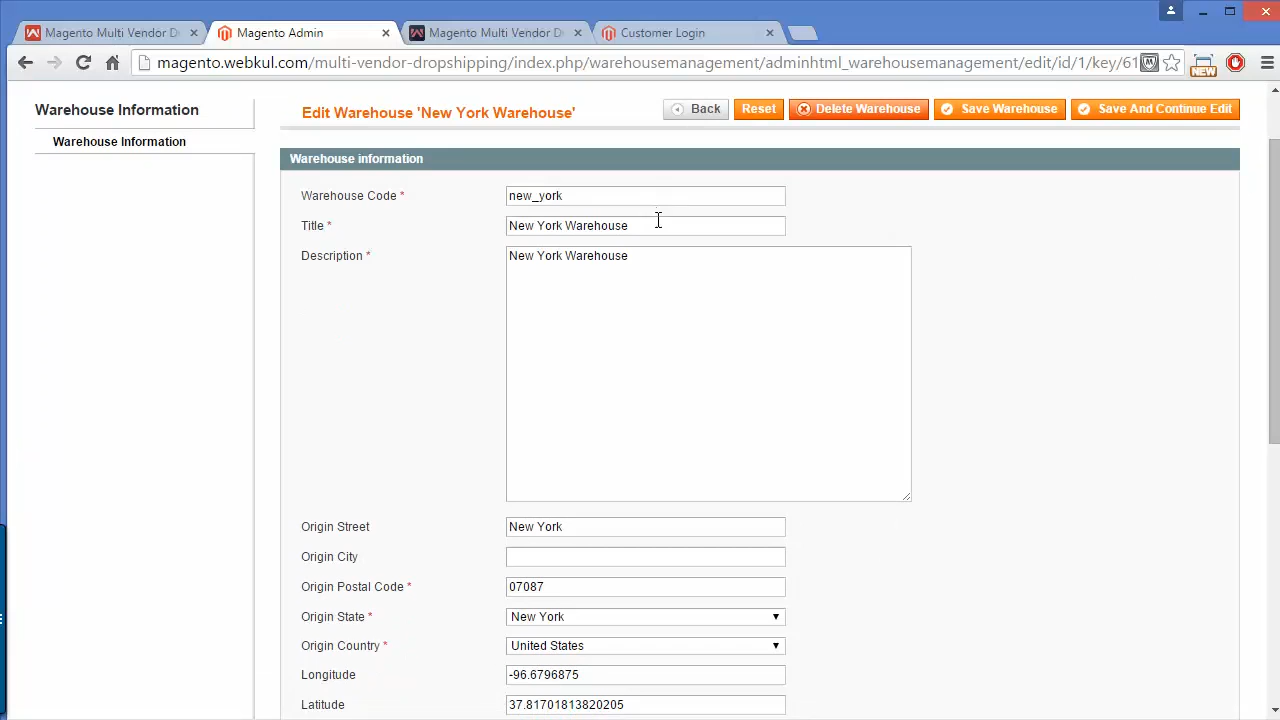 Magento Multi Vendor D
Magento Admin
Magento Multi Vendor D
Customer Login
magento.webkul.com/multi-vendor-dropshipping/index.php/warehousemanagement/adminhtml_warehousemanagement/edit/id/1/key/61
NEW
Warehouse Information
Warehouse Information
Edit Warehouse 'New York Warehouse'
Back
Reset
Delete Warehouse
Save Warehouse
Save And Continue Edit
Warehouse information
Warehouse Code * new_york
Title * New York Warehouse
Description * New York Warehouse
Origin Street New York
Origin City
Origin Postal Code * 07087
Origin State * New York
Origin Country * United States
Longitude -96.6796875
Latitude 37.81701813820205